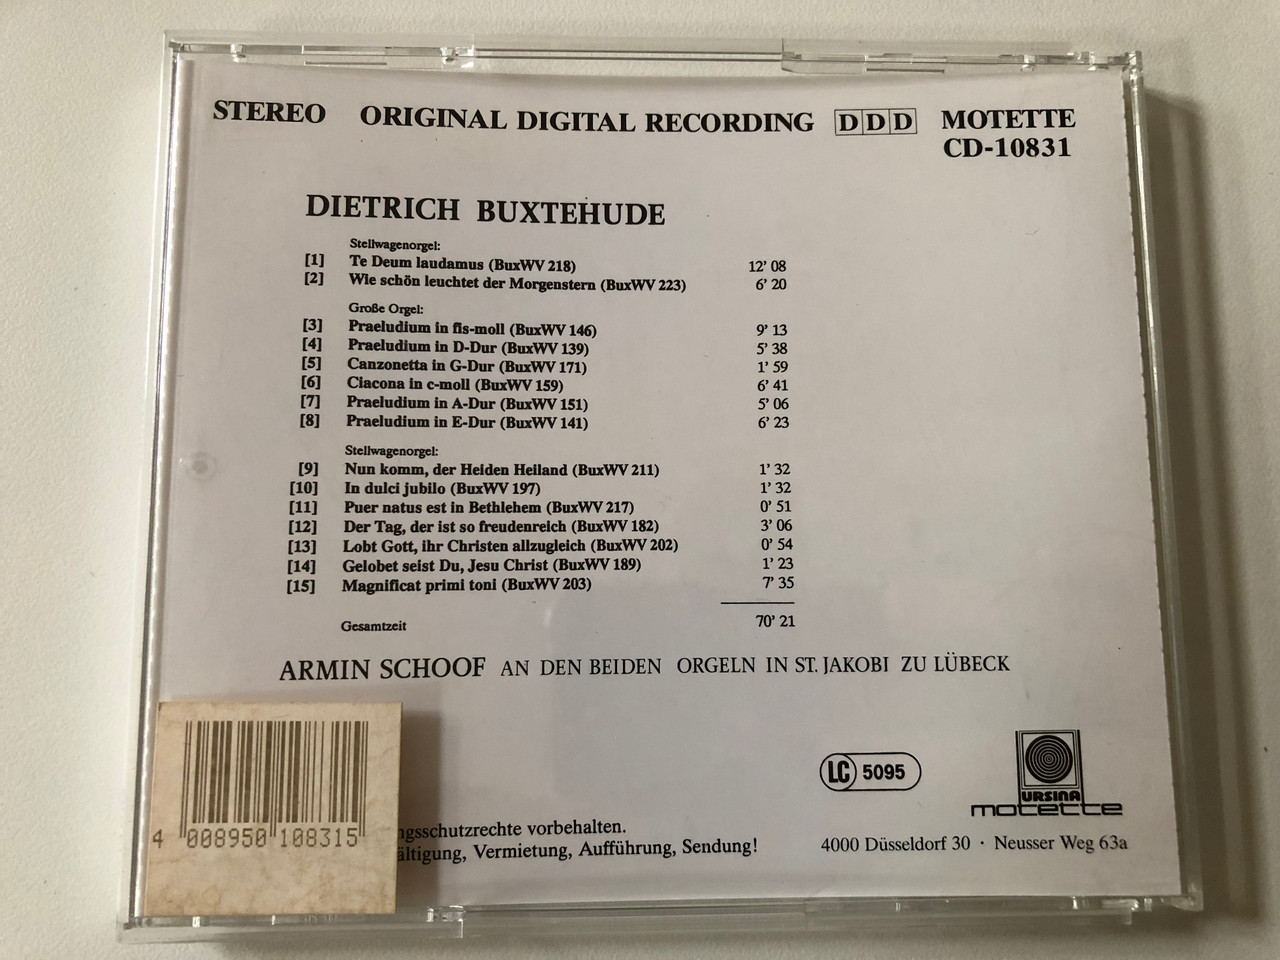 STEREO ORIGINAL DIGITAL RECORDING DDD MOTETTE
CD-10831
DIETRICH BUXTEHUDE
Stellwagenorgel:
[1] Te Deum laudamus (BuxWV 218) 12' 08
[2] Wie schön leuchtet der Morgenstern (BuxWV 223) 6' 20
Große Orgel:
[3] Praeludium in fis-moll (BuxWV 146) 9' 13
[4] Praeludium in D-Dur (BuxWV 139) 5' 38
[5] Canzonetta in G-Dur (BuxWV 171) 1' 59
[6] Ciacona in c-moll (BuxWV 159) 6' 41
[7] Praeludium in A-Dur (BuxWV 151) 5' 06
[8] Praeludium in E-Dur (BuxWV 141) 6' 23
Stellwagenorgel:
[9] Nun komm, der Heiden Heiland (BuxWV 211) 1' 32
[10] In dulci jubilo (BuxWV 197) 1' 32
[11] Puer natus est in Bethlehem (BuxWV 217) 0' 51
[12] Der Tag, der ist so freudenreich (BuxWV 182) 3' 06
[13] Lobt Gott, ihr Christen allzugleich (BuxWV 202) 0' 54
[14] Gelobet seist Du, Jesu Christ (BuxWV 189) 1' 23
[15] Magnificat primi toni (BuxWV 203) 7' 35
Gesamtzeit 70' 21
ARMIN SCHOOF AN DEN BEIDEN ORGELN IN ST. JAKOBI ZU LÜBECK
LC 5095
URSINA
motette
4 008950 108315
ngsschutzrechte vorbehalten.
ältigung, Vermietung, Aufführung, Sendung!
4000 Düsseldorf 30 · Neusser Weg 63a